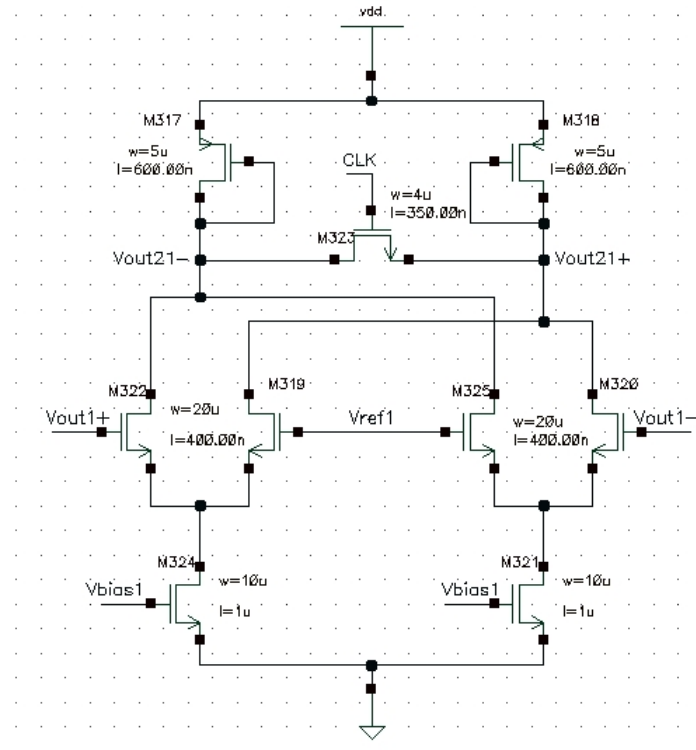 vdd
M317
M318
w=5u
l=600.00n
CLK
w=5u
l=600.00n
w=4u
l=350.00n
M323
Vout21-
Vout21+
M322
M319
M325
M320
w=20u
l=400.00n
w=20u
l=400.00n
Vout1+
Vref1
Vout1-
M324
M321
w=10u
w=10u
Vbias1
Vbias1
l=1u
l=1u